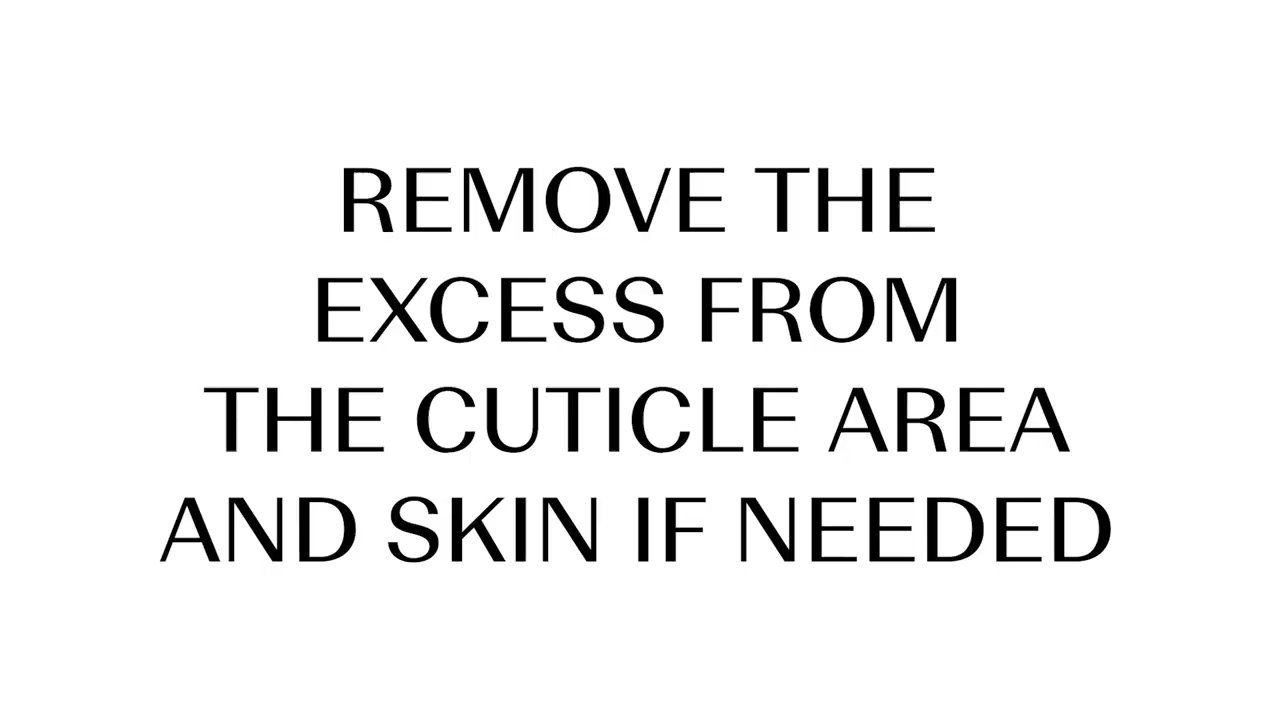 REMOVE THE
EXCESS FROM
THE CUTICLE AREA
AND SKIN IF NEEDED